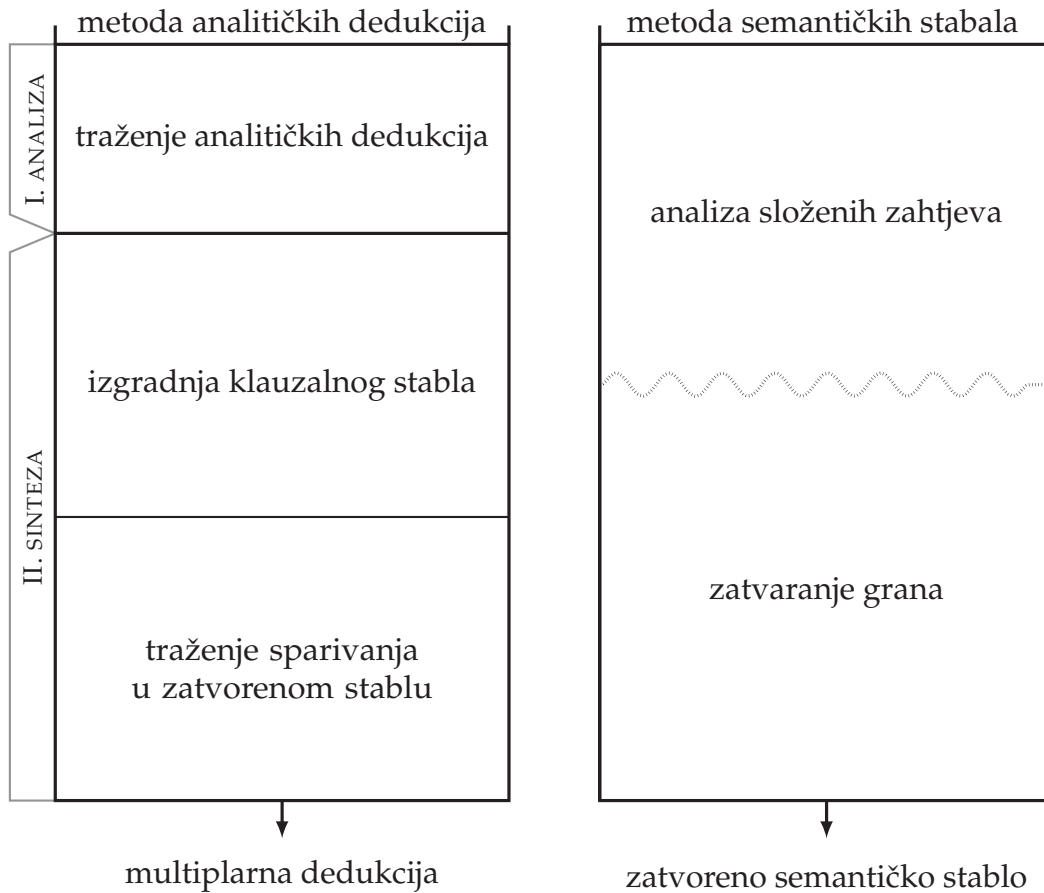 metoda analitičkih dedukcija
I. ANALIZA
traženje analitičkih dedukcija
II. SINTEZA
izgradnja klauzalnog stabla
traženje sparivanja
u zatvorenom stablu
multiplarna dedukcija
metoda semantičkih stabala
analiza složenih zahtjeva
zatvaranje grana
zatvoreno semantičko stablo